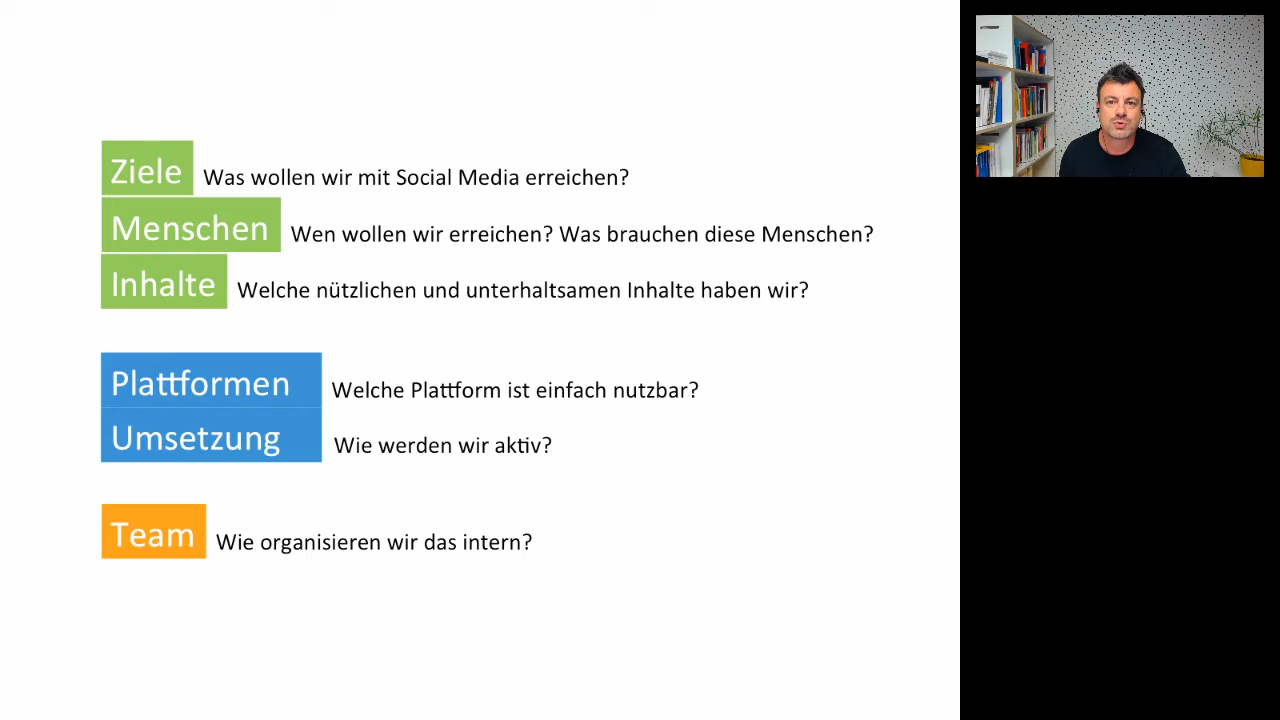 Ziele Was wollen wir mit Social Media erreichen?
Menschen Wen wollen wir erreichen? Was brauchen diese Menschen?
Inhalte Welche nützlichen und unterhaltsamen Inhalte haben wir?
Plattformen Welche Plattform ist einfach nutzbar?
Umsetzung Wie werden wir aktiv?
Team Wie organisieren wir das intern?